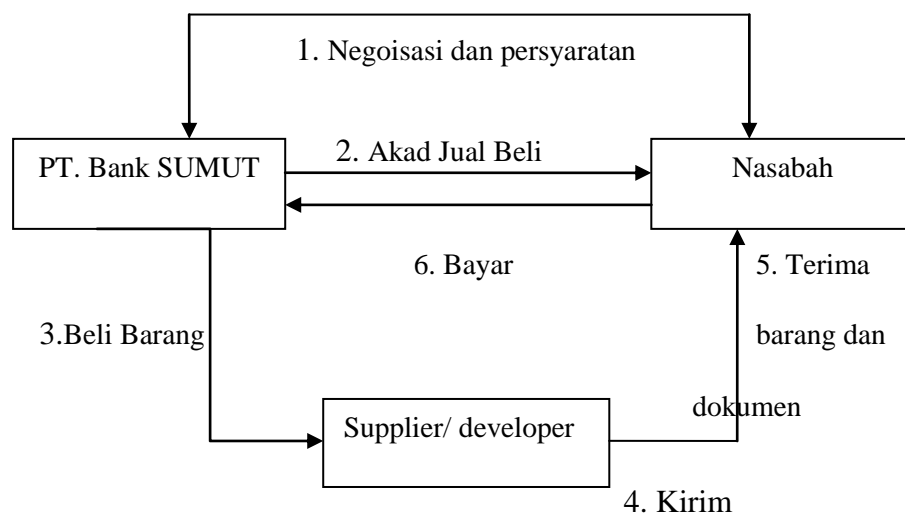 1. Negoisasi dan persyaratan
PT. Bank SUMUT
2. Akad Jual Beli
Nasabah
6. Bayar
5. Terima
barang dan
dokumen
3.Beli Barang
Supplier/ developer
4. Kirim